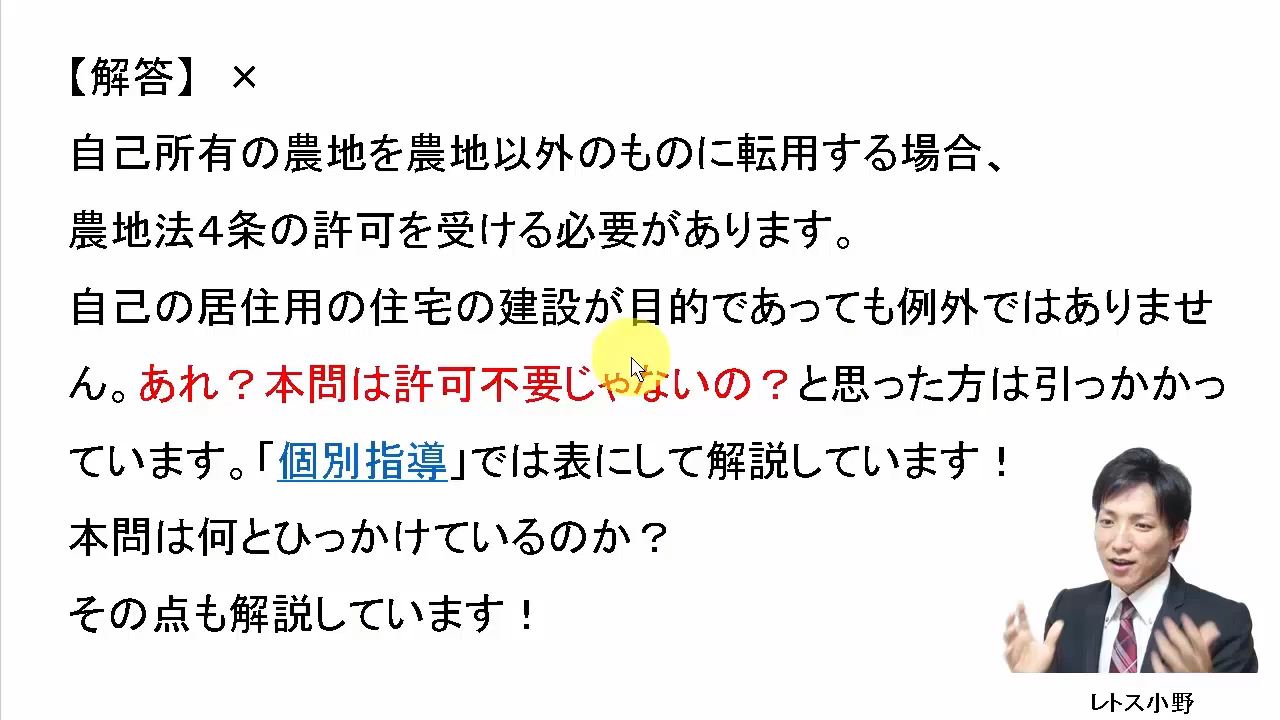 【解答】 ×
自己所有の農地を農地以外のものに転用する場合、
農地法4条の許可を受ける必要があります。
自己の居住用の住宅の建設が目的であっても例外ではありませ
ん。あれ？本問は許可不要じゃないの？と思った方は引っかかっ
ています。「個別指導」では表にして解説しています！
本問は何とひっかけているのか？
その点も解説しています！
レトス小野